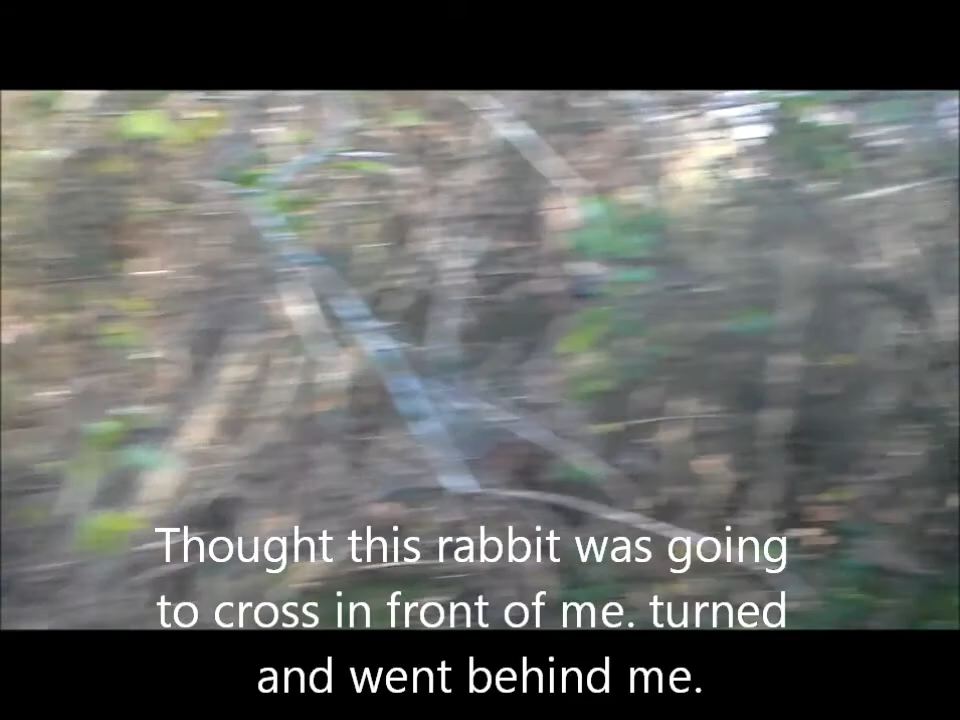 Thought this rabbit was going
to cross in front of me. turned
and went behind me.